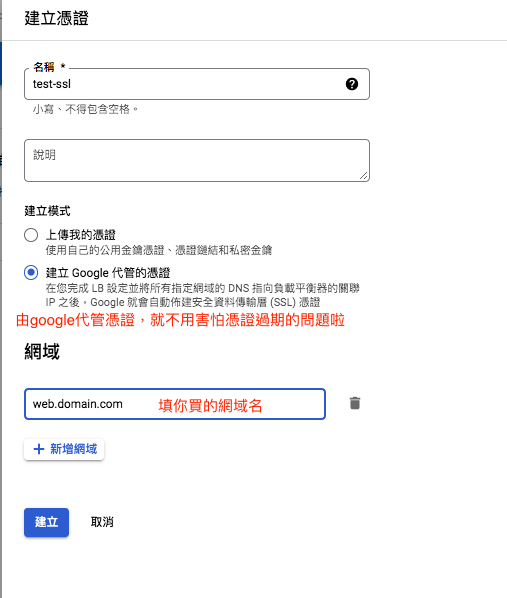 建立憑證
名稱 *
test-ssl
小寫、不得包含空格。
說明
建立模式
上傳我的憑證
使用自己的公用金鑰憑證、憑證鏈結和私密金鑰
建立 Google 代管的憑證
在您完成 LB 設定並將所有指定網域的 DNS 指向負載平衡器的關聯
IP 之後，Google 就會自動佈建安全資料傳輸層 (SSL) 憑證
由google代管憑證，就不用害怕憑證過期的問題啦
網域
web.domain.com 填你買的網域名
+ 新增網域
建立 取消